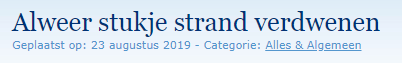 Alweer stukje strand verdwenen
Geplaatst op: 23 augustus 2019 - Categorie: Alles & Algemeen